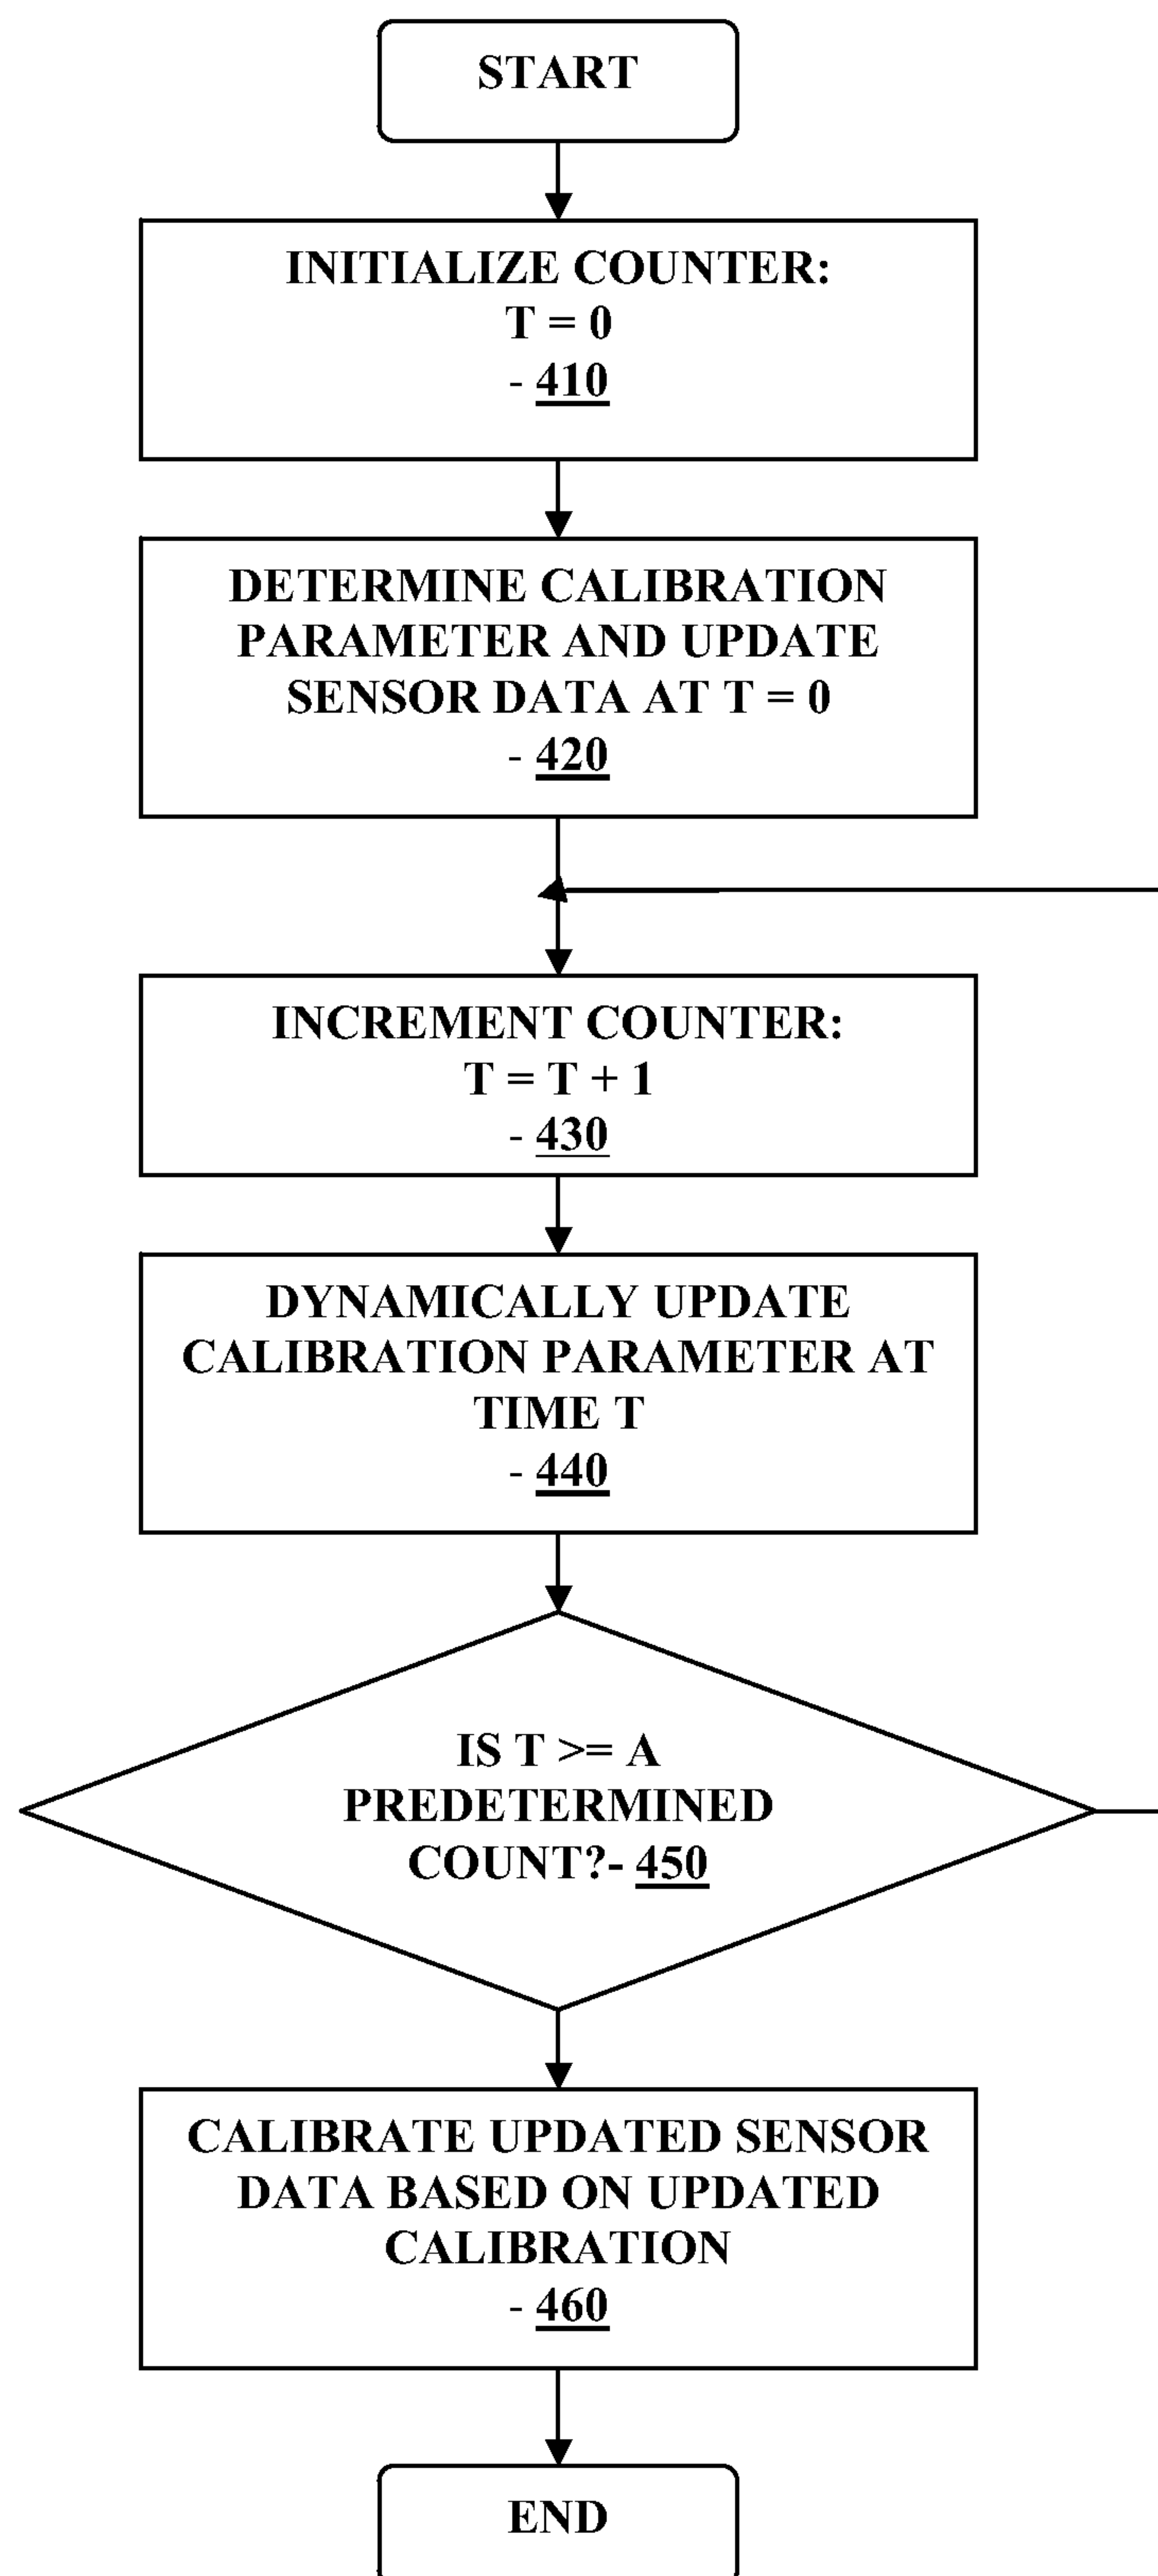 START
INITIALIZE COUNTER:
T = 0
- 410
DETERMINE CALIBRATION
PARAMETER AND UPDATE
SENSOR DATA AT T = 0
- 420
INCREMENT COUNTER:
T = T + 1
- 430
DYNAMICALLY UPDATE
CALIBRATION PARAMETER AT
TIME T
- 440
IS T >= A
PREDETERMINED
COUNT?- 450
CALIBRATE UPDATED SENSOR
DATA BASED ON UPDATED
CALIBRATION
- 460
END